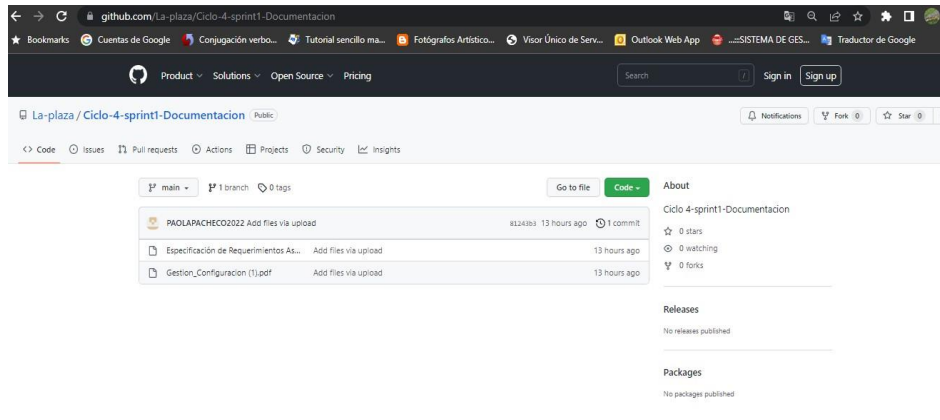 github.com/La-plaza/Ciclo-4-sprint1-Documentacion
Bookmarks Cuentas de Google Conjugación verbo... Tutorial sencillo ma... Fotógrafos Artístico... Visor Único de Serv... Outlook Web App ...::SISTEMA DE GES... Traductor de Google
Product Solutions Open Source Pricing Search / Sign in Sign up
La-plaza / Ciclo-4-sprint1-Documentacion Public Notifications Fork 0 Star 0
<> Code Issues Pull requests Actions Projects Security Insights
main 1 branch 0 tags Go to file Code
PAOLAPACHECO2022 Add files via upload 81243b3 13 hours ago 1 commit
Especificación de Requerimientos As... Add files via upload 13 hours ago
Gestion_Configuracion (1).pdf Add files via upload 13 hours ago
About
Ciclo 4-sprint1-Documentacion
0 stars
0 watching
0 forks
Releases
No releases published
Packages
No packages published